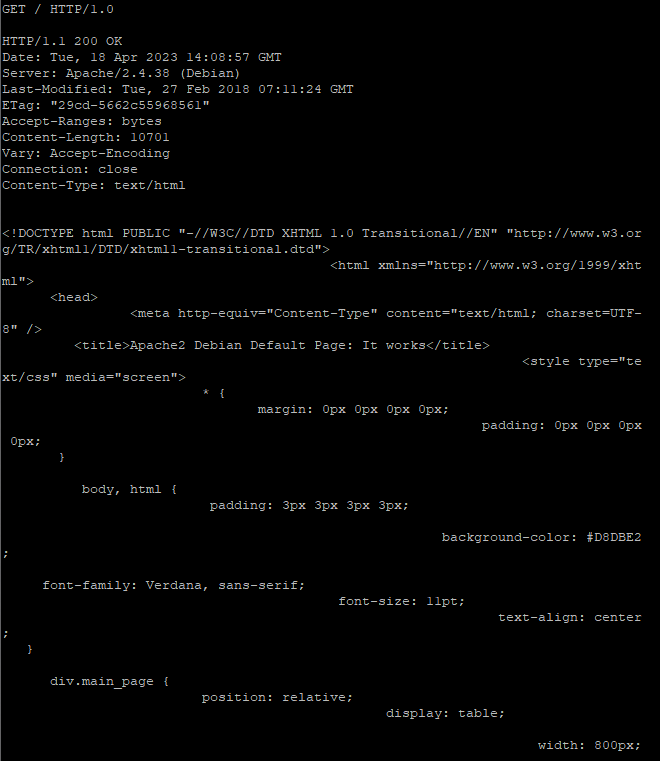 GET / HTTP/1.0
HTTP/1.1 200 OK
Date: Tue, 18 Apr 2023 14:08:57 GMT
Server: Apache/2.4.38 (Debian)
Last-Modified: Tue, 27 Feb 2018 07:11:24 GMT
ETag: "29cd-5662c55968561"
Accept-Ranges: bytes
Content-Length: 10701
Vary: Accept-Encoding
Connection: close
Content-Type: text/html
<!DOCTYPE html PUBLIC "-//W3C//DTD XHTML 1.0 Transitional//EN" "http://www.w3.or
g/TR/xhtml1/DTD/xhtml1-transitional.dtd">
<html xmlns="http://www.w3.org/1999/xht
ml">
<head>
<meta http-equiv="Content-Type" content="text/html; charset=UTF-
8" />
<title>Apache2 Debian Default Page: It works</title>
<style type="te
xt/css" media="screen">
* {
margin: 0px 0px 0px 0px;
padding: 0px 0px 0px
0px;
}
body, html {
padding: 3px 3px 3px 3px;
background-color: #D8DBE2
;
font-family: Verdana, sans-serif;
font-size: 11pt;
text-align: center
;
}
div.main_page {
position: relative;
display: table;
width: 800px;